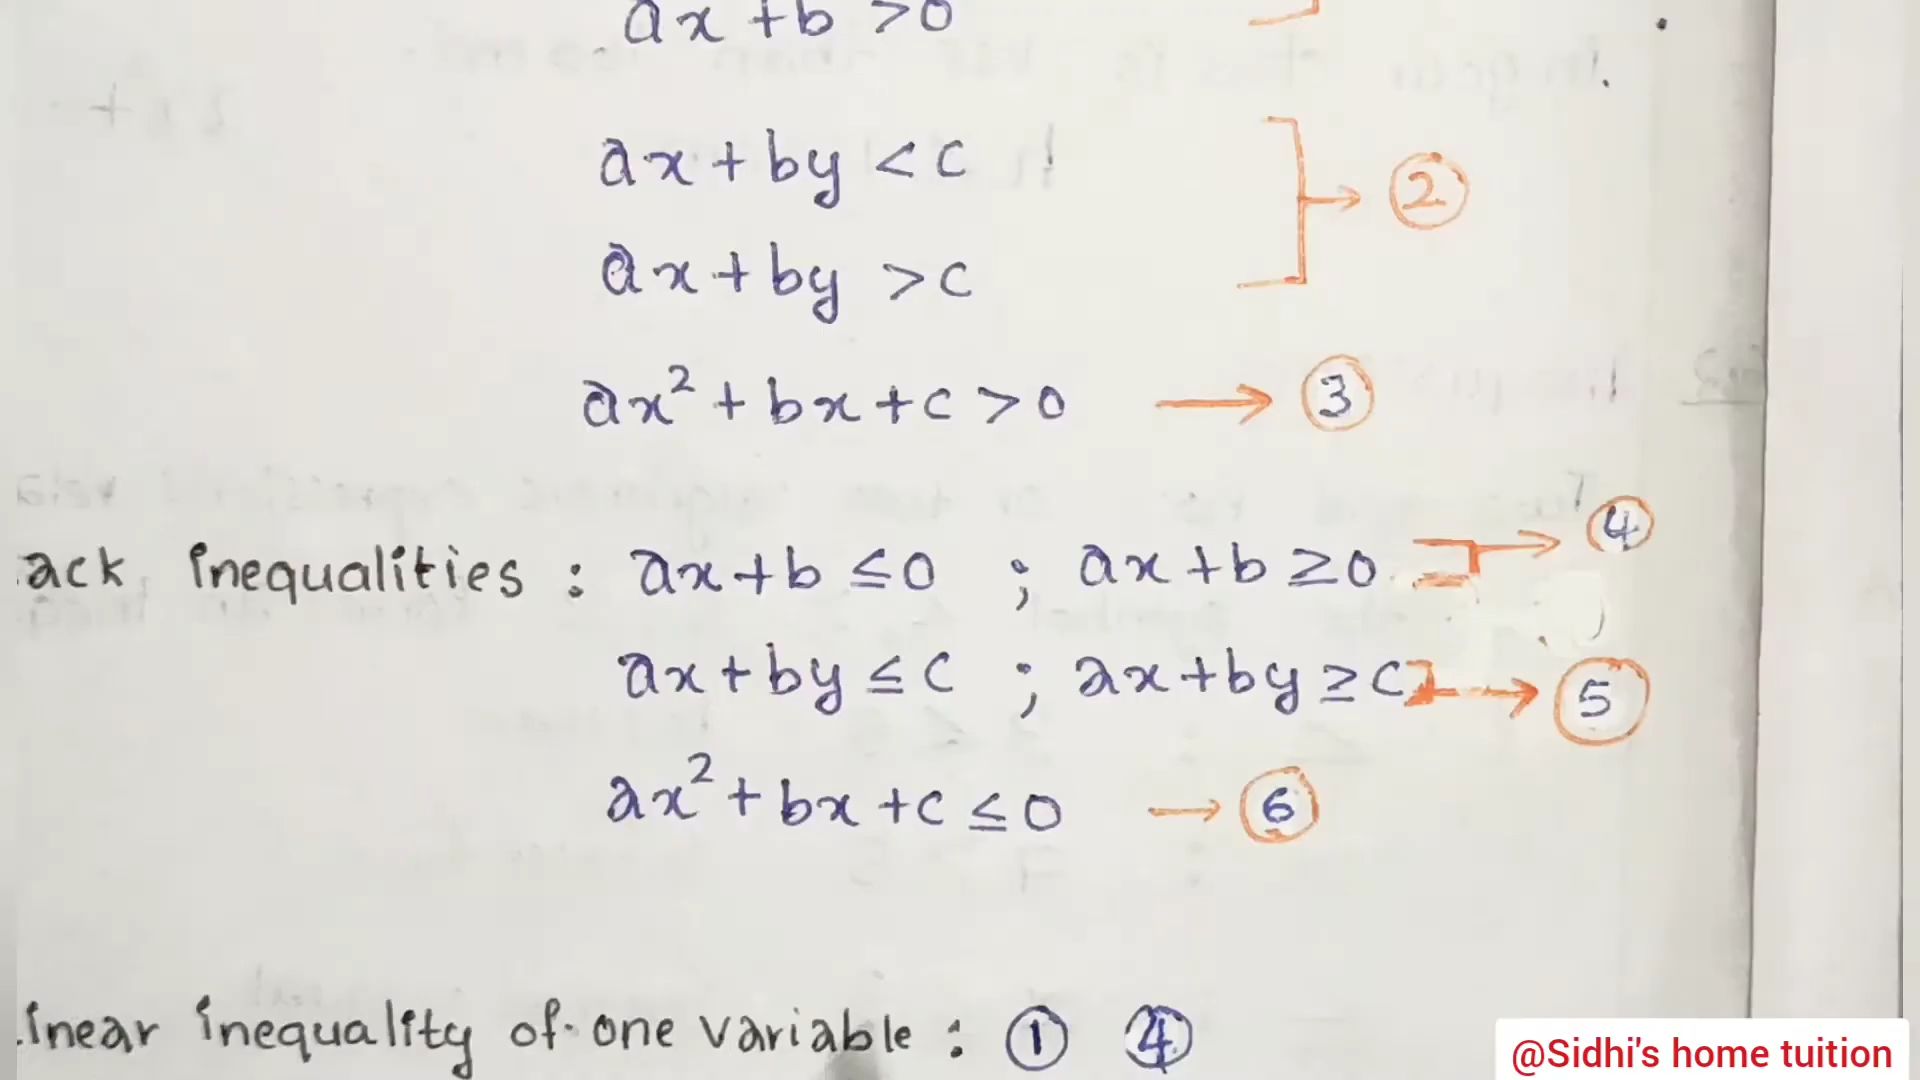 ax + b > 0
ax + by < c
② 
ax + by > c
ax² + bx + c > 0 → ③
ack inequalities : ax + b ≤ 0 ; ax + b ≥ 0 → ④
ax + by ≤ c ; ax + by ≥ c → ⑤
ax² + bx + c ≤ 0 → ⑥
inear inequality of one variable : ① ④
@Sidhi's home tuition